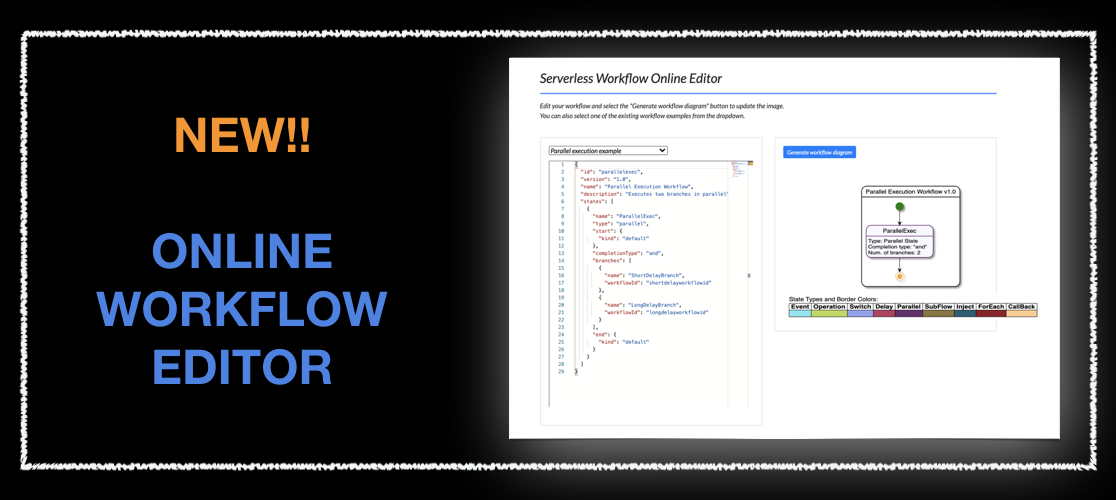 NEW!!
ONLINE
WORKFLOW
EDITOR
Serverless Workflow Online Editor
Edit your workflow and select the "Generate workflow diagram" button to update the image.
You can also select one of the existing workflow examples from the dropdown.
Parallel execution example
1 {
2 "id": "parallelexec",
3 "version": "1.0",
4 "name": "Parallel Execution Workflow",
5 "description": "Executes two branches in parallel"
6 "states": [
7 {
8 "name": "ParallelExec",
9 "type": "parallel",
10 "start": {
11 "kind": "default"
12 },
13 "completionType": "and",
14 "branches": [
15 {
16 "name": "ShortDelayBranch",
17 "workflowId": "shortdelayworkflowid"
18 },
19 {
20 "name": "LongDelayBranch",
21 "workflowId": "longdelayworkflowid"
22 }
23 ],
24 "end": {
25 "kind": "default"
26 }
27 }
28 ]
29 }
Generate workflow diagram
Parallel Execution Workflow v1.0
ParallelExec
Type: Parallel State
Completion type: "and"
Num. of branches: 2
State Types and Border Colors:
Event Operation Switch Delay Parallel SubFlow Inject ForEach CallBack